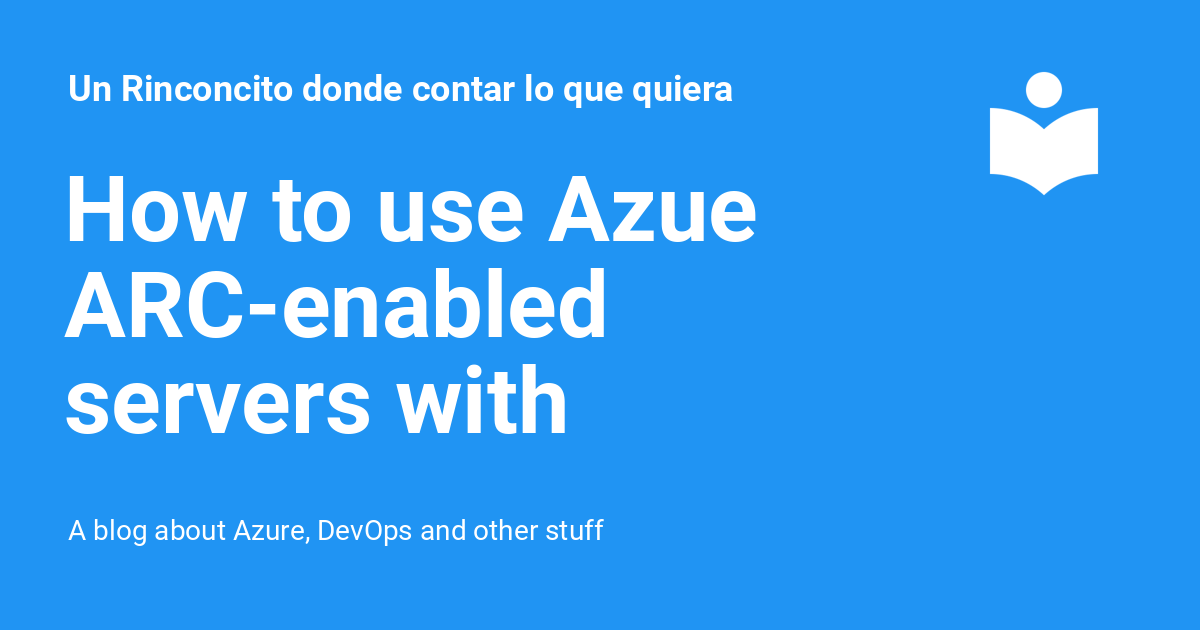 Un Rinconcito donde contar lo que quiera
How to use Azue
ARC-enabled
servers with
A blog about Azure, DevOps and other stuff